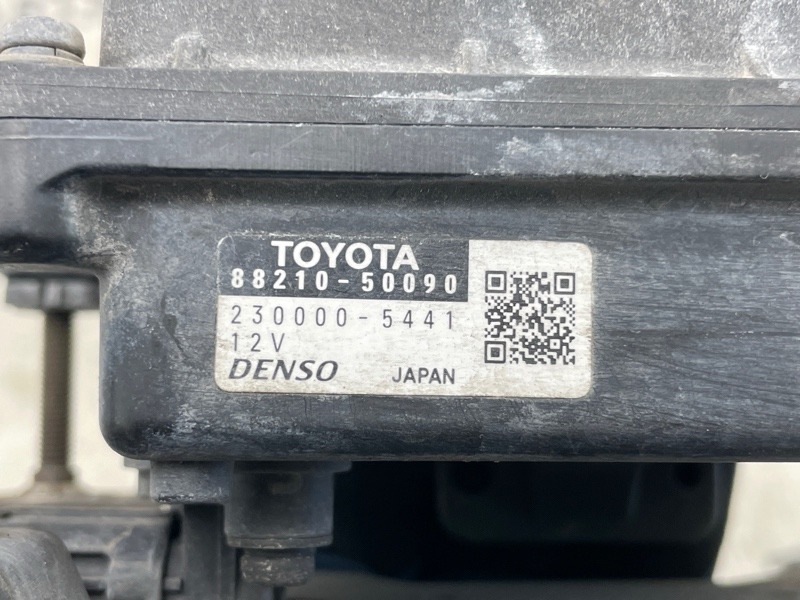 TOYOTA
88210-50090
230000-5441
12V
DENSO JAPAN